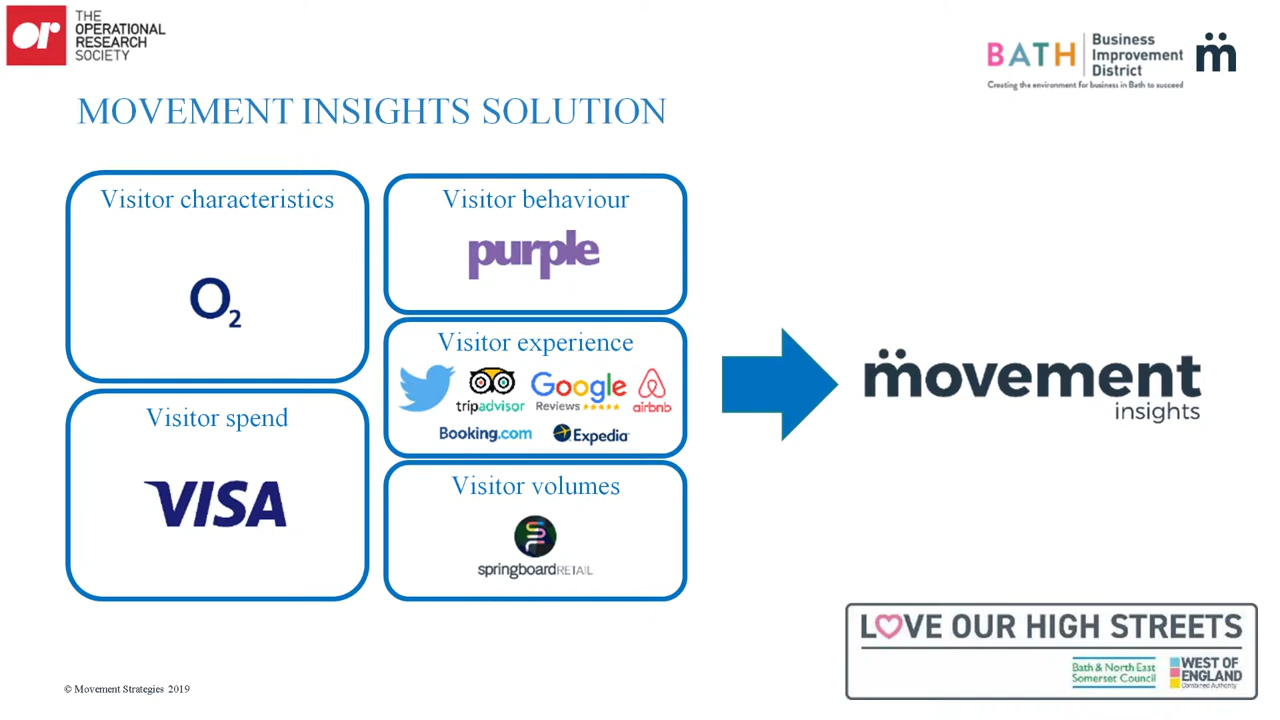 or
THE
OPERATIONAL
RESEARCH
SOCIETY
BATH
Business
Improvement
District
m̈
Creating the environment for business in Bath to succeed
MOVEMENT INSIGHTS SOLUTION
Visitor characteristics
O2
Visitor spend
VISA
Visitor behaviour
purple
Visitor experience
tripadvisor
Google
Reviews
airbnb
Booking.com
Expedia
Visitor volumes
springboard RETAIL
m̈ovement
insights
LOVE OUR HIGH STREETS
Bath & North East
Somerset Council
WEST OF
ENGLAND
Combined Authority
© Movement Strategies 2019